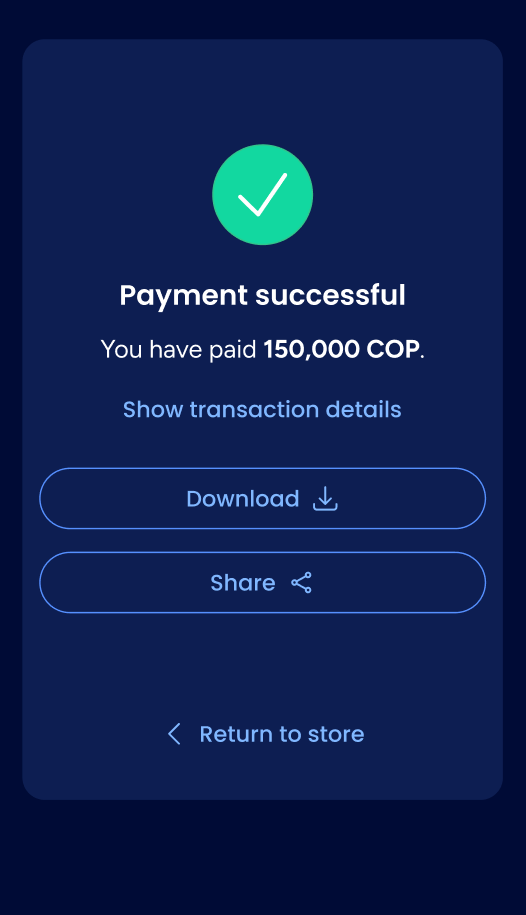 Payment successful
You have paid 150,000 COP.
Show transaction details
Download
Share
Return to store